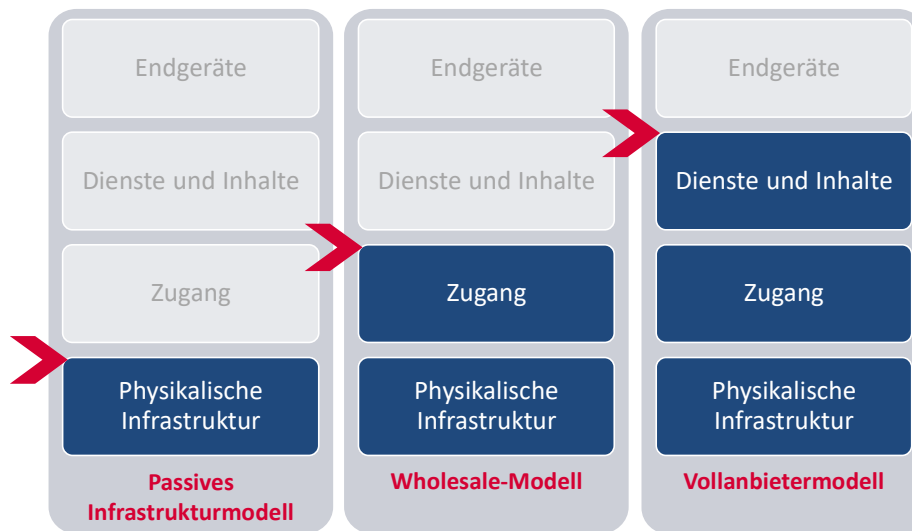 Endgeräte
Dienste und Inhalte
Zugang
Physikalische
Infrastruktur
Passives
Infrastrukturmodell
Endgeräte
Dienste und Inhalte
Zugang
Physikalische
Infrastruktur
Wholesale-Modell
Endgeräte
Dienste und Inhalte
Zugang
Physikalische
Infrastruktur
Vollanbietermodell